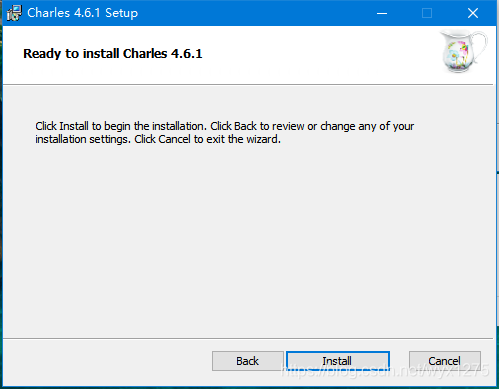 Charles 4.6.1 Setup
Ready to install Charles 4.6.1
Click Install to begin the installation. Click Back to review or change any of your
installation settings. Click Cancel to exit the wizard.
Back Install Cancel
https://blog.csdn.net/wyx1275